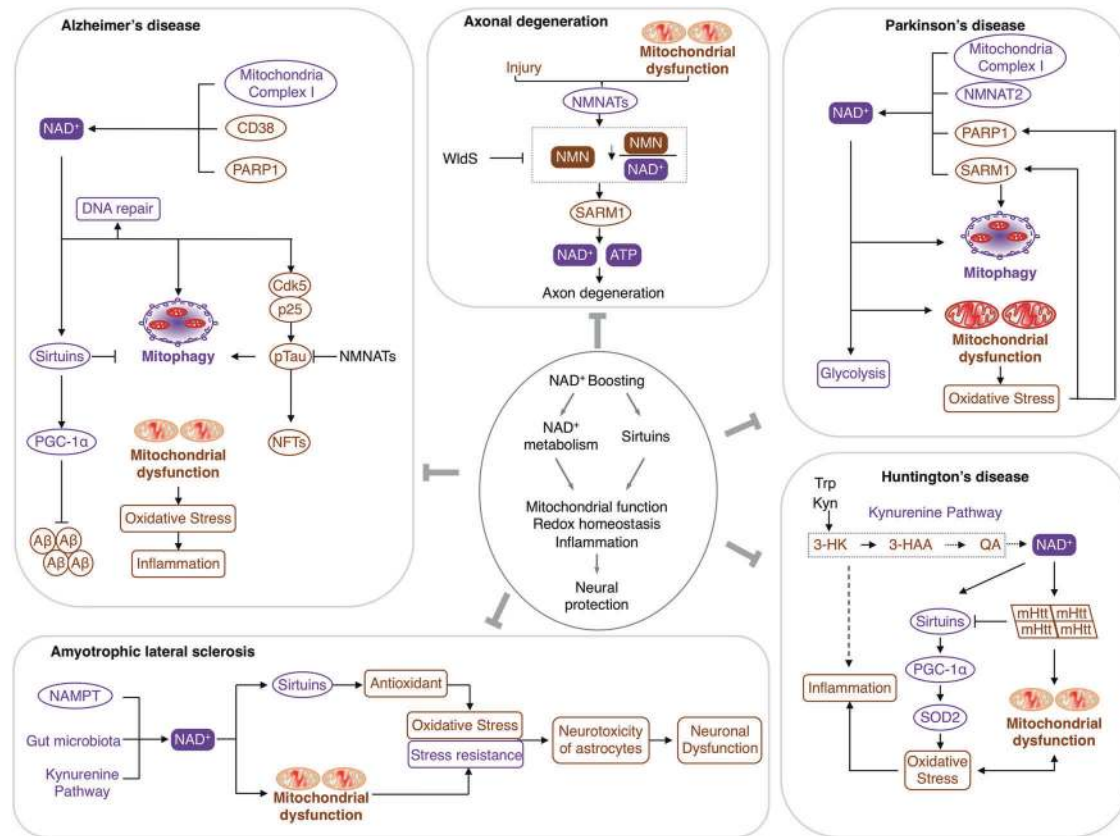 Alzheimer's disease
Mitochondria
Complex I
NAD⁺
CD38
PARP1
DNA repair
Cdk5
p25
Sirtuins
Mitophagy
pTau
NMNATs
PGC-1α
Mitochondrial
dysfunction
NFTs
Oxidative Stress
Aβ
Aβ
Aβ
Aβ
Inflammation
Axonal degeneration
Mitochondrial
dysfunction
Injury
NMNATs
WldS
NMN
NMN
NAD⁺
SARM1
NAD⁺
ATP
Axon degeneration
Parkinson's disease
Mitochondria
Complex I
NMNAT2
NAD⁺
PARP1
SARM1
Mitophagy
Mitochondrial
dysfunction
Glycolysis
Oxidative Stress
NAD⁺ Boosting
NAD⁺
metabolism
Sirtuins
Mitochondrial function
Redox homeostasis
Inflammation
Neural
protection
Huntington's disease
Trp
Kyn
Kynurenine Pathway
3-HK
3-HAA
QA
NAD⁺
Sirtuins
mHtt
mHtt
mHtt
mHtt
PGC-1α
Inflammation
SOD2
Mitochondrial
dysfunction
Oxidative
Stress
Amyotrophic lateral sclerosis
NAMPT
Sirtuins
Antioxidant
Gut microbiota
NAD⁺
Oxidative Stress
Stress resistance
Neurotoxicity
of astrocytes
Neuronal
Dysfunction
Kynurenine
Pathway
Mitochondrial
dysfunction